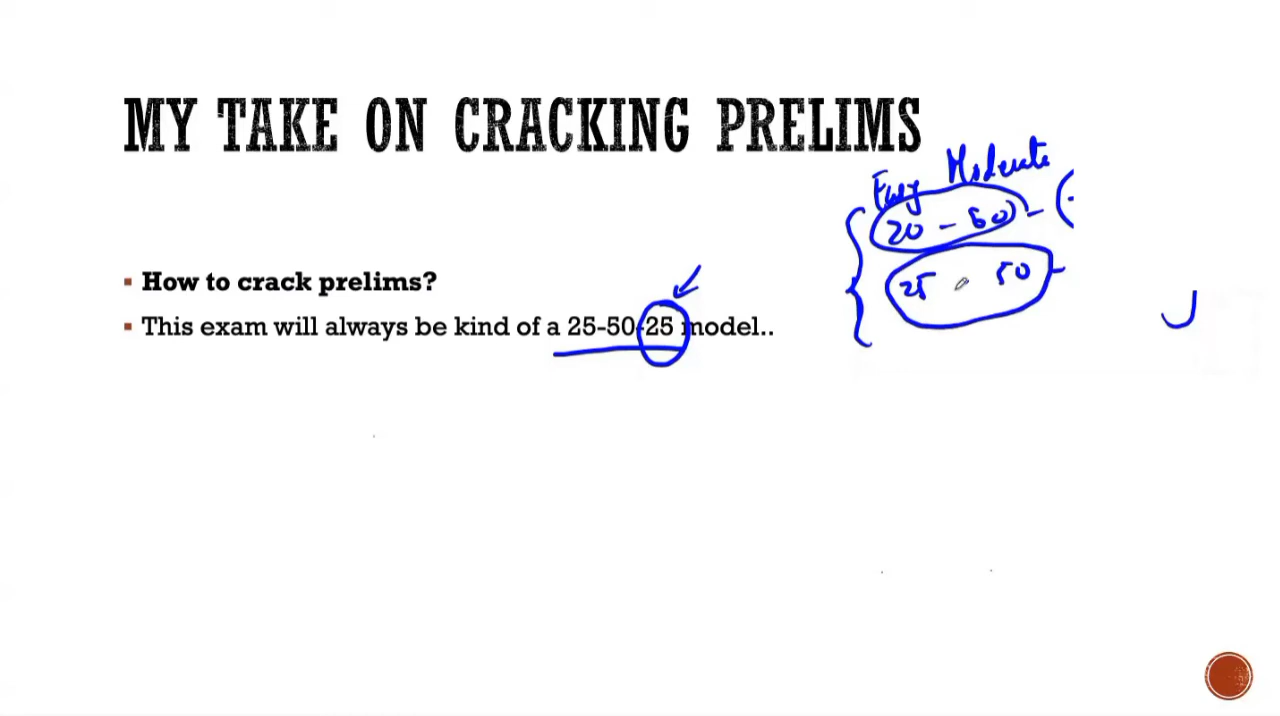 MY TAKE ON CRACKING PRELIMS
Easy Moderate
20 - 60 -
25 - 50 -
How to crack prelims?
This exam will always be kind of a 25-50-25 model..